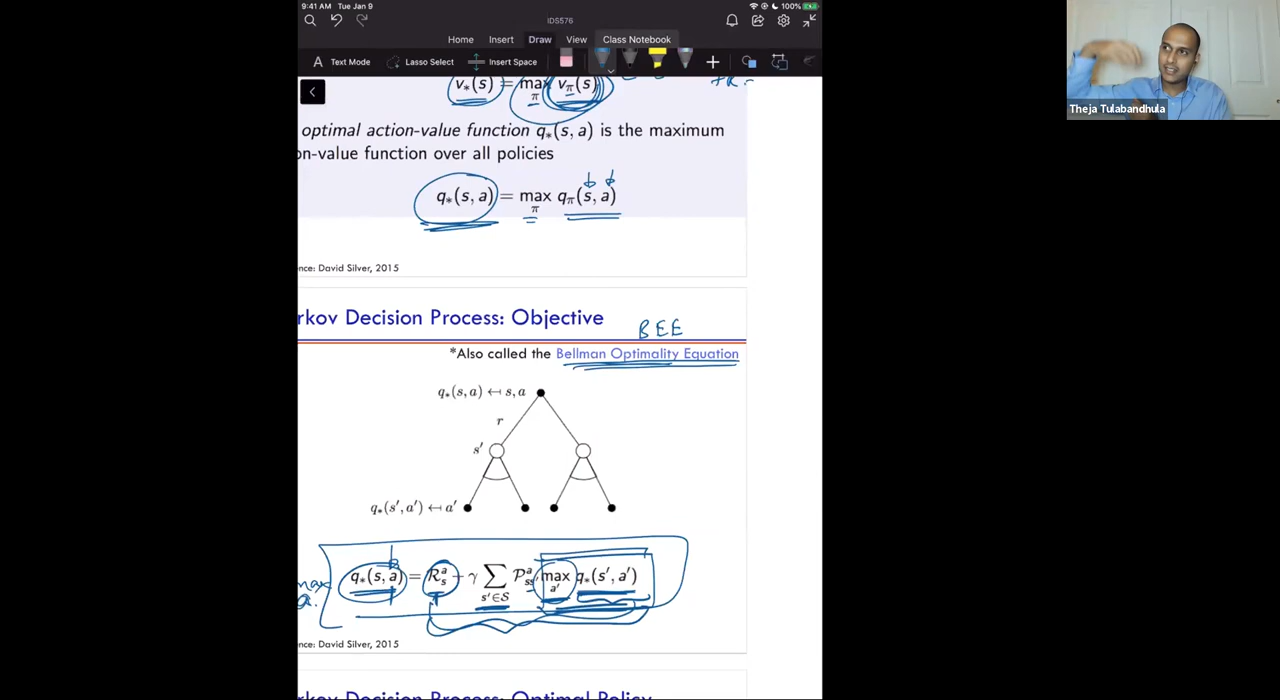 9:41 AM Tue Jan 9
100%
IDS576
Home Insert Draw View Class Notebook
Text Mode Lasso Select Insert Space
v*(s) = max π vπ(s)
optimal action-value function q*(s, a) is the maximum
on-value function over all policies
q*(s, a) = max π qπ(s, a)
nce: David Silver, 2015
rkov Decision Process: Objective
BEE
*Also called the Bellman Optimality Equation
q*(s, a) ↤ s, a
r
s′
q*(s′, a′) ↤ a′
max a.
q*(s, a) = R^a_s + γ ∑ s′∈S P^a_ss′ max a′ q*(s′, a′)
nce: David Silver, 2015
rkov Decision Process: Optimal Policy
Theja Tulabandhula